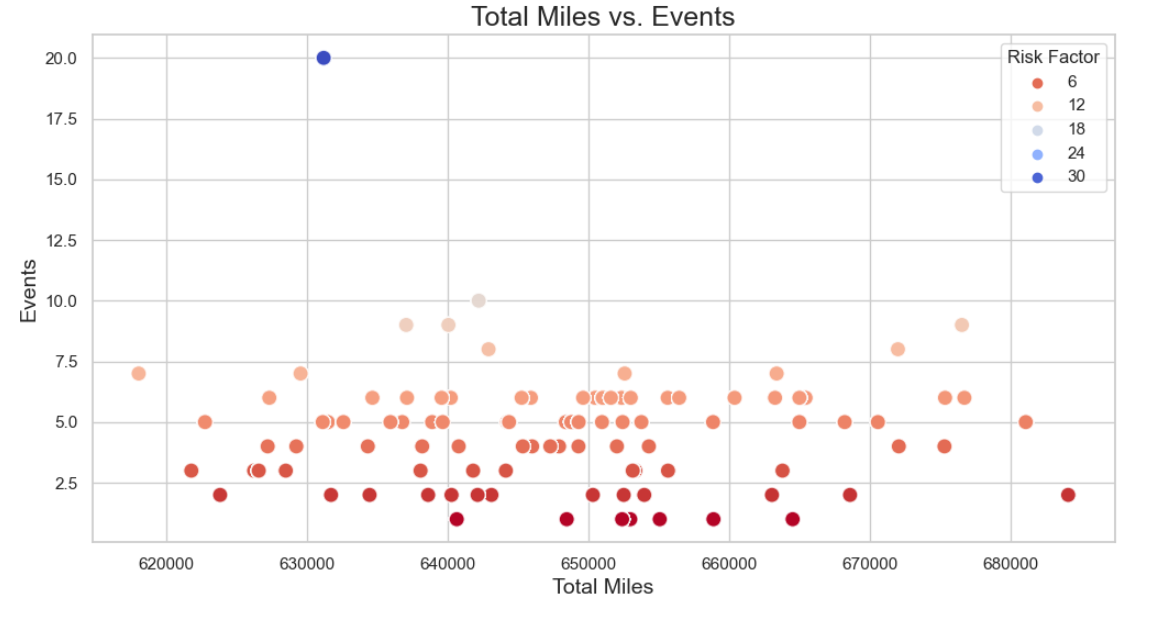 Total Miles vs. Events
Risk Factor
6
12
18
24
30
Events
20.0
17.5
15.0
12.5
10.0
7.5
5.0
2.5
620000 630000 640000 650000 660000 670000 680000
Total Miles